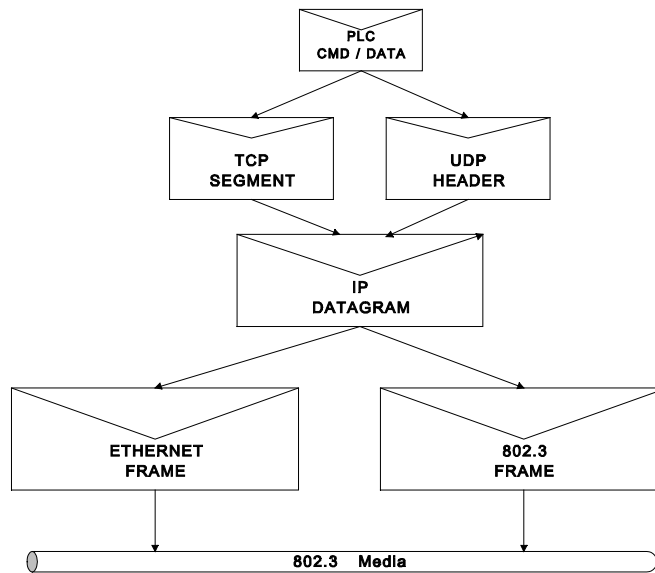 PLC
CMD / DATA
TCP
SEGMENT
UDP
HEADER
IP
DATAGRAM
ETHERNET
FRAME
802.3
FRAME
802.3 Media